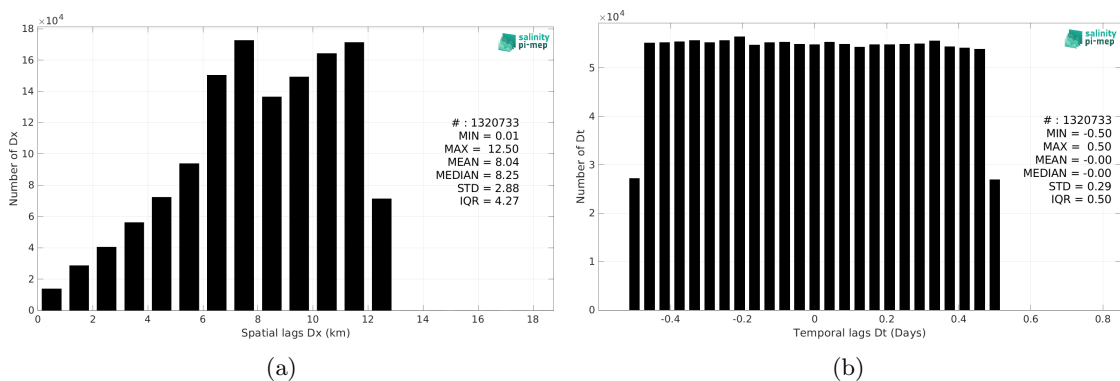 ×10⁴
18
16
14
12
10
8
6
4
2
0
Number of Dx
0 2 4 6 8 10 12 14 16 18
Spatial lags Dx (km)
salinity
pi-mep
# : 1320733
MIN = 0.01
MAX = 12.50
MEAN = 8.04
MEDIAN = 8.25
STD = 2.88
IQR = 4.27
(a)
×10⁴
5
4
3
2
1
0
Number of Dt
-0.4 -0.2 0 0.2 0.4 0.6 0.8
Temporal lags Dt (Days)
salinity
pi-mep
# : 1320733
MIN = -0.50
MAX = 0.50
MEAN = -0.00
MEDIAN = -0.00
STD = 0.29
IQR = 0.50
(b)